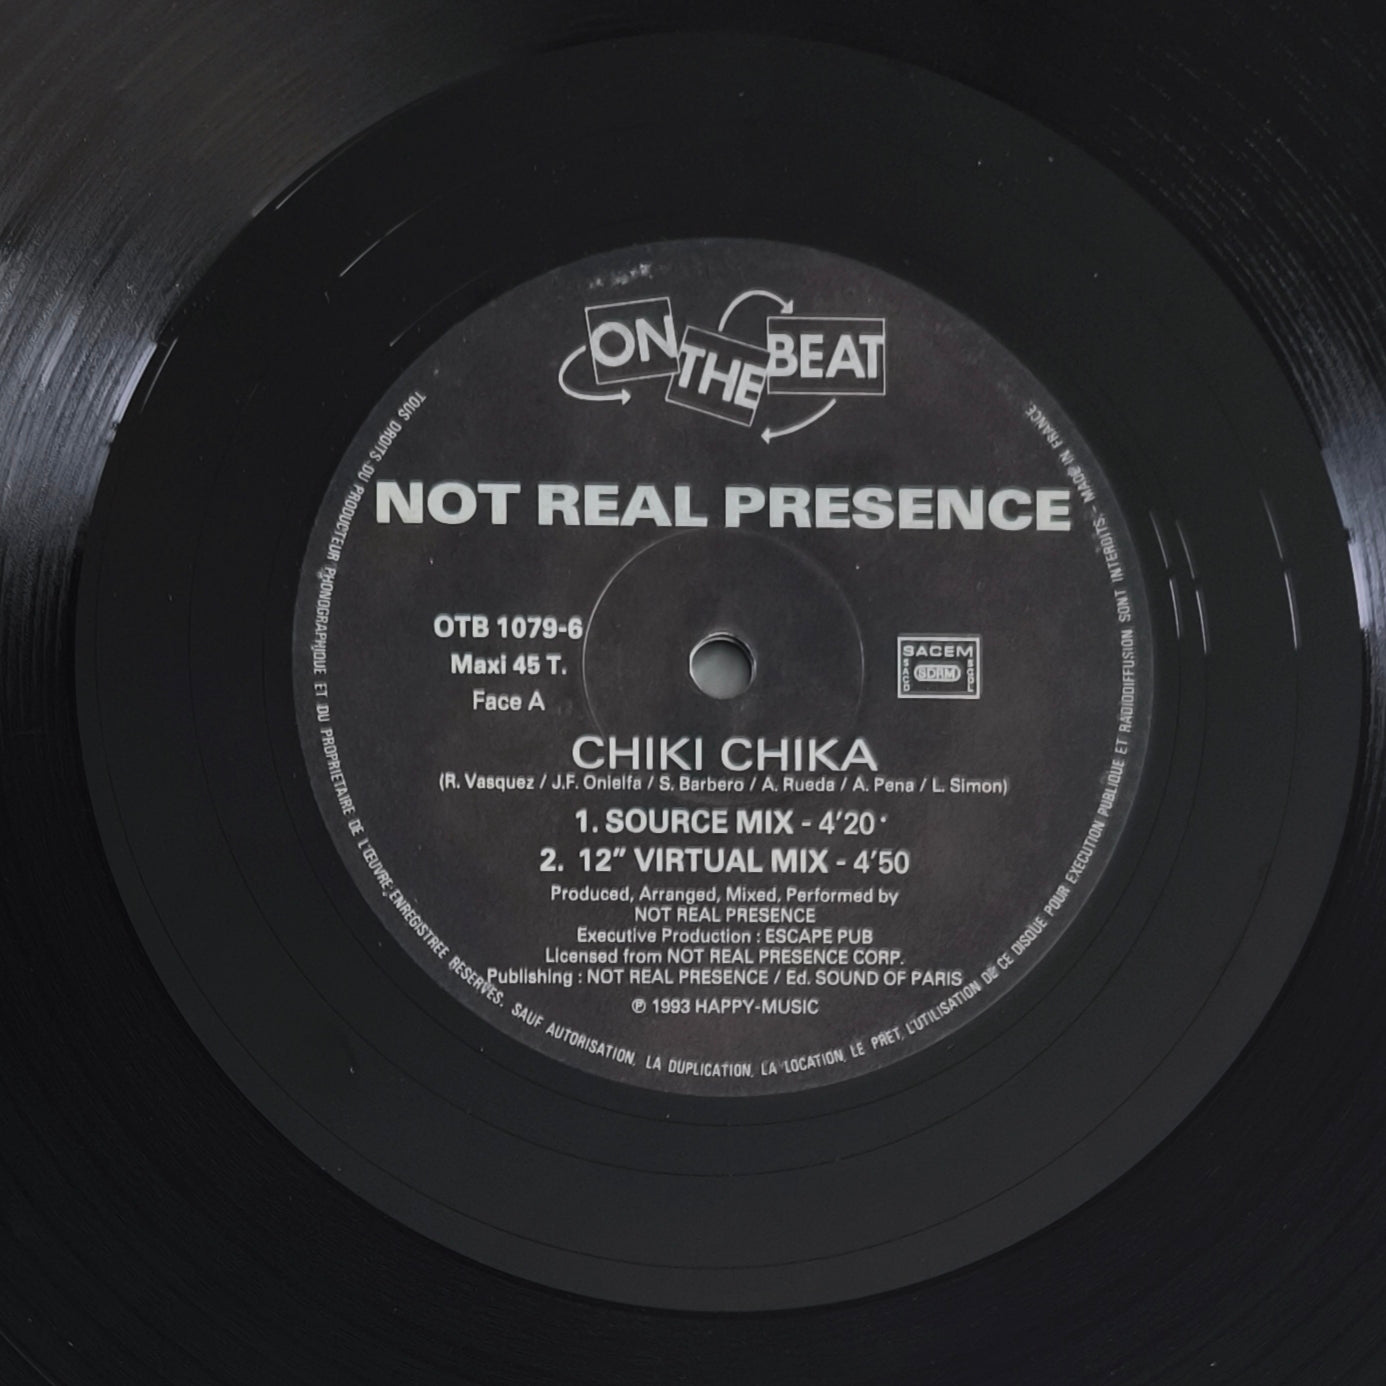 ON THE BEAT
NOT REAL PRESENCE
OTB 1079-6
Maxi 45 T.
Face A
SACEM
SACD
SDRM
SGDL
CHIKI CHIKA
(R. Vasquez / J.F. Onielfa / S. Barbero / A. Rueda / A. Pena / L. Simon)
1. SOURCE MIX - 4'20
2. 12" VIRTUAL MIX - 4'50
Produced, Arranged, Mixed, Performed by
NOT REAL PRESENCE
Executive Production : ESCAPE PUB
Licensed from NOT REAL PRESENCE CORP.
Publishing : NOT REAL PRESENCE / Ed. SOUND OF PARIS
℗ 1993 HAPPY-MUSIC
TOUS DROITS DU PRODUCTEUR PHONOGRAPHIQUE ET DU PROPRIETAIRE DE L'ŒUVRE ENREGISTREE RESERVES. SAUF AUTORISATION, LA DUPLICATION, LA LOCATION, LE PRET, L'UTILISATION DE CE DISQUE POUR EXECUTION PUBLIQUE ET RADIODIFFUSION SONT INTERDITS - MADE IN FRANCE